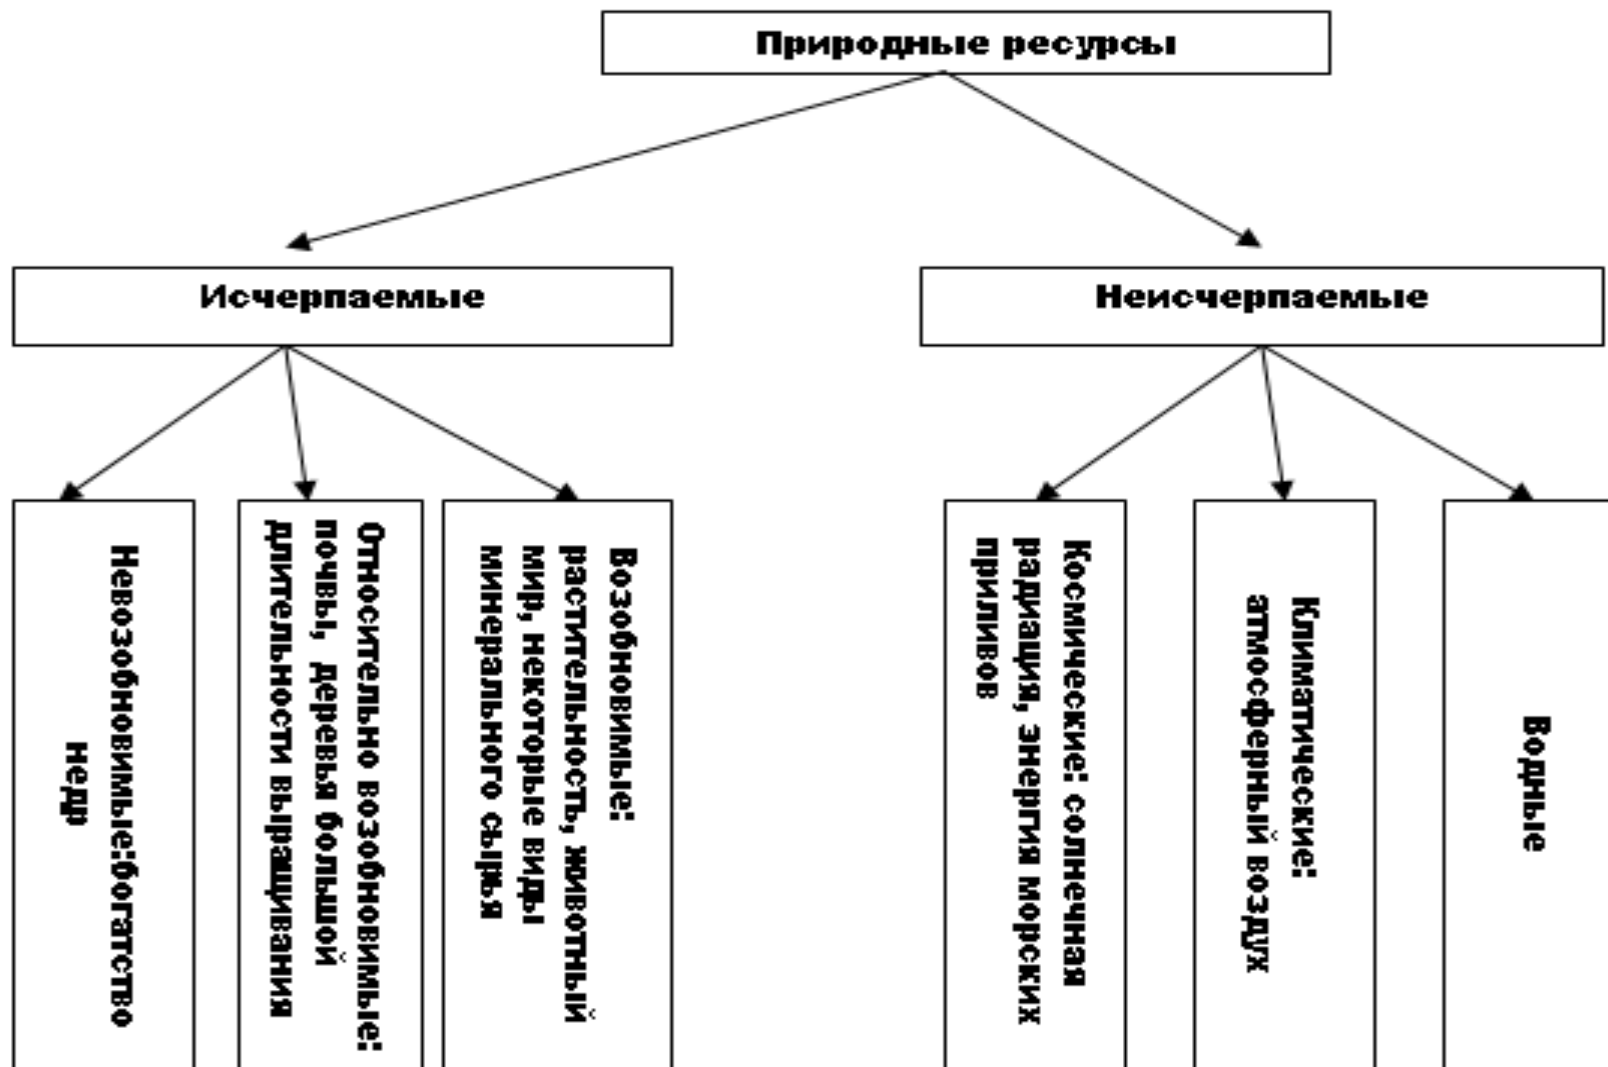 Природные ресурсы
Исчерпаемые
Неисчерпаемые
Невозобновимые:богатство
недр
Относительно возобновимые:
почвы, деревья большой
длительности выращивания
Возобновимые:
растительность, животный
мир, некоторые виды
минерального сырья
Космические: солнечная
радиация, энергия морских
приливов
Климатические:
атмосферный воздух
Водные